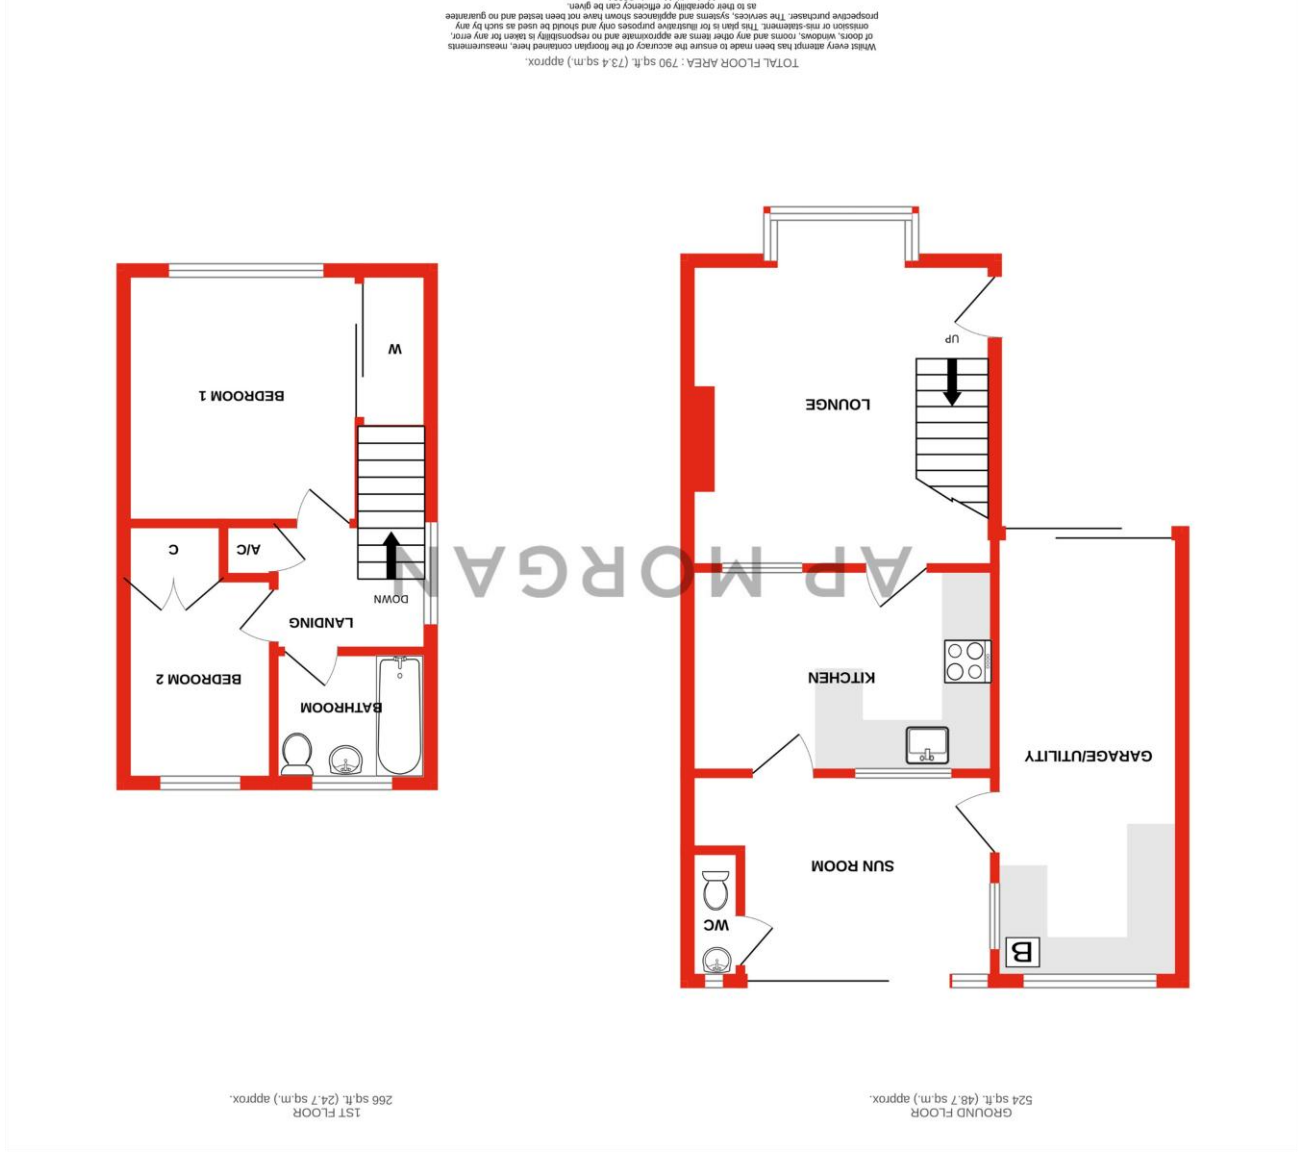 GROUND FLOOR
524 sq.ft. (48.7 sq.m.) approx.
1ST FLOOR
266 sq.ft. (24.7 sq.m.) approx.
B
WC
SUN ROOM
GARAGE/UTILITY
KITCHEN
LOUNGE
UP
BATHROOM
BEDROOM 2
LANDING
DOWN
A/C
C
BEDROOM 1
W
AP MORGAN
TOTAL FLOOR AREA : 790 sq.ft. (73.4 sq.m.) approx.
Whilst every attempt has been made to ensure the accuracy of the floorplan contained here, measurements
of doors, windows, rooms and any other items are approximate and no responsibility is taken for any error,
omission or mis-statement. This plan is for illustrative purposes only and should be used as such by any
prospective purchaser. The services, systems and appliances shown have not been tested and no guarantee
as to their operability or efficiency can be given.